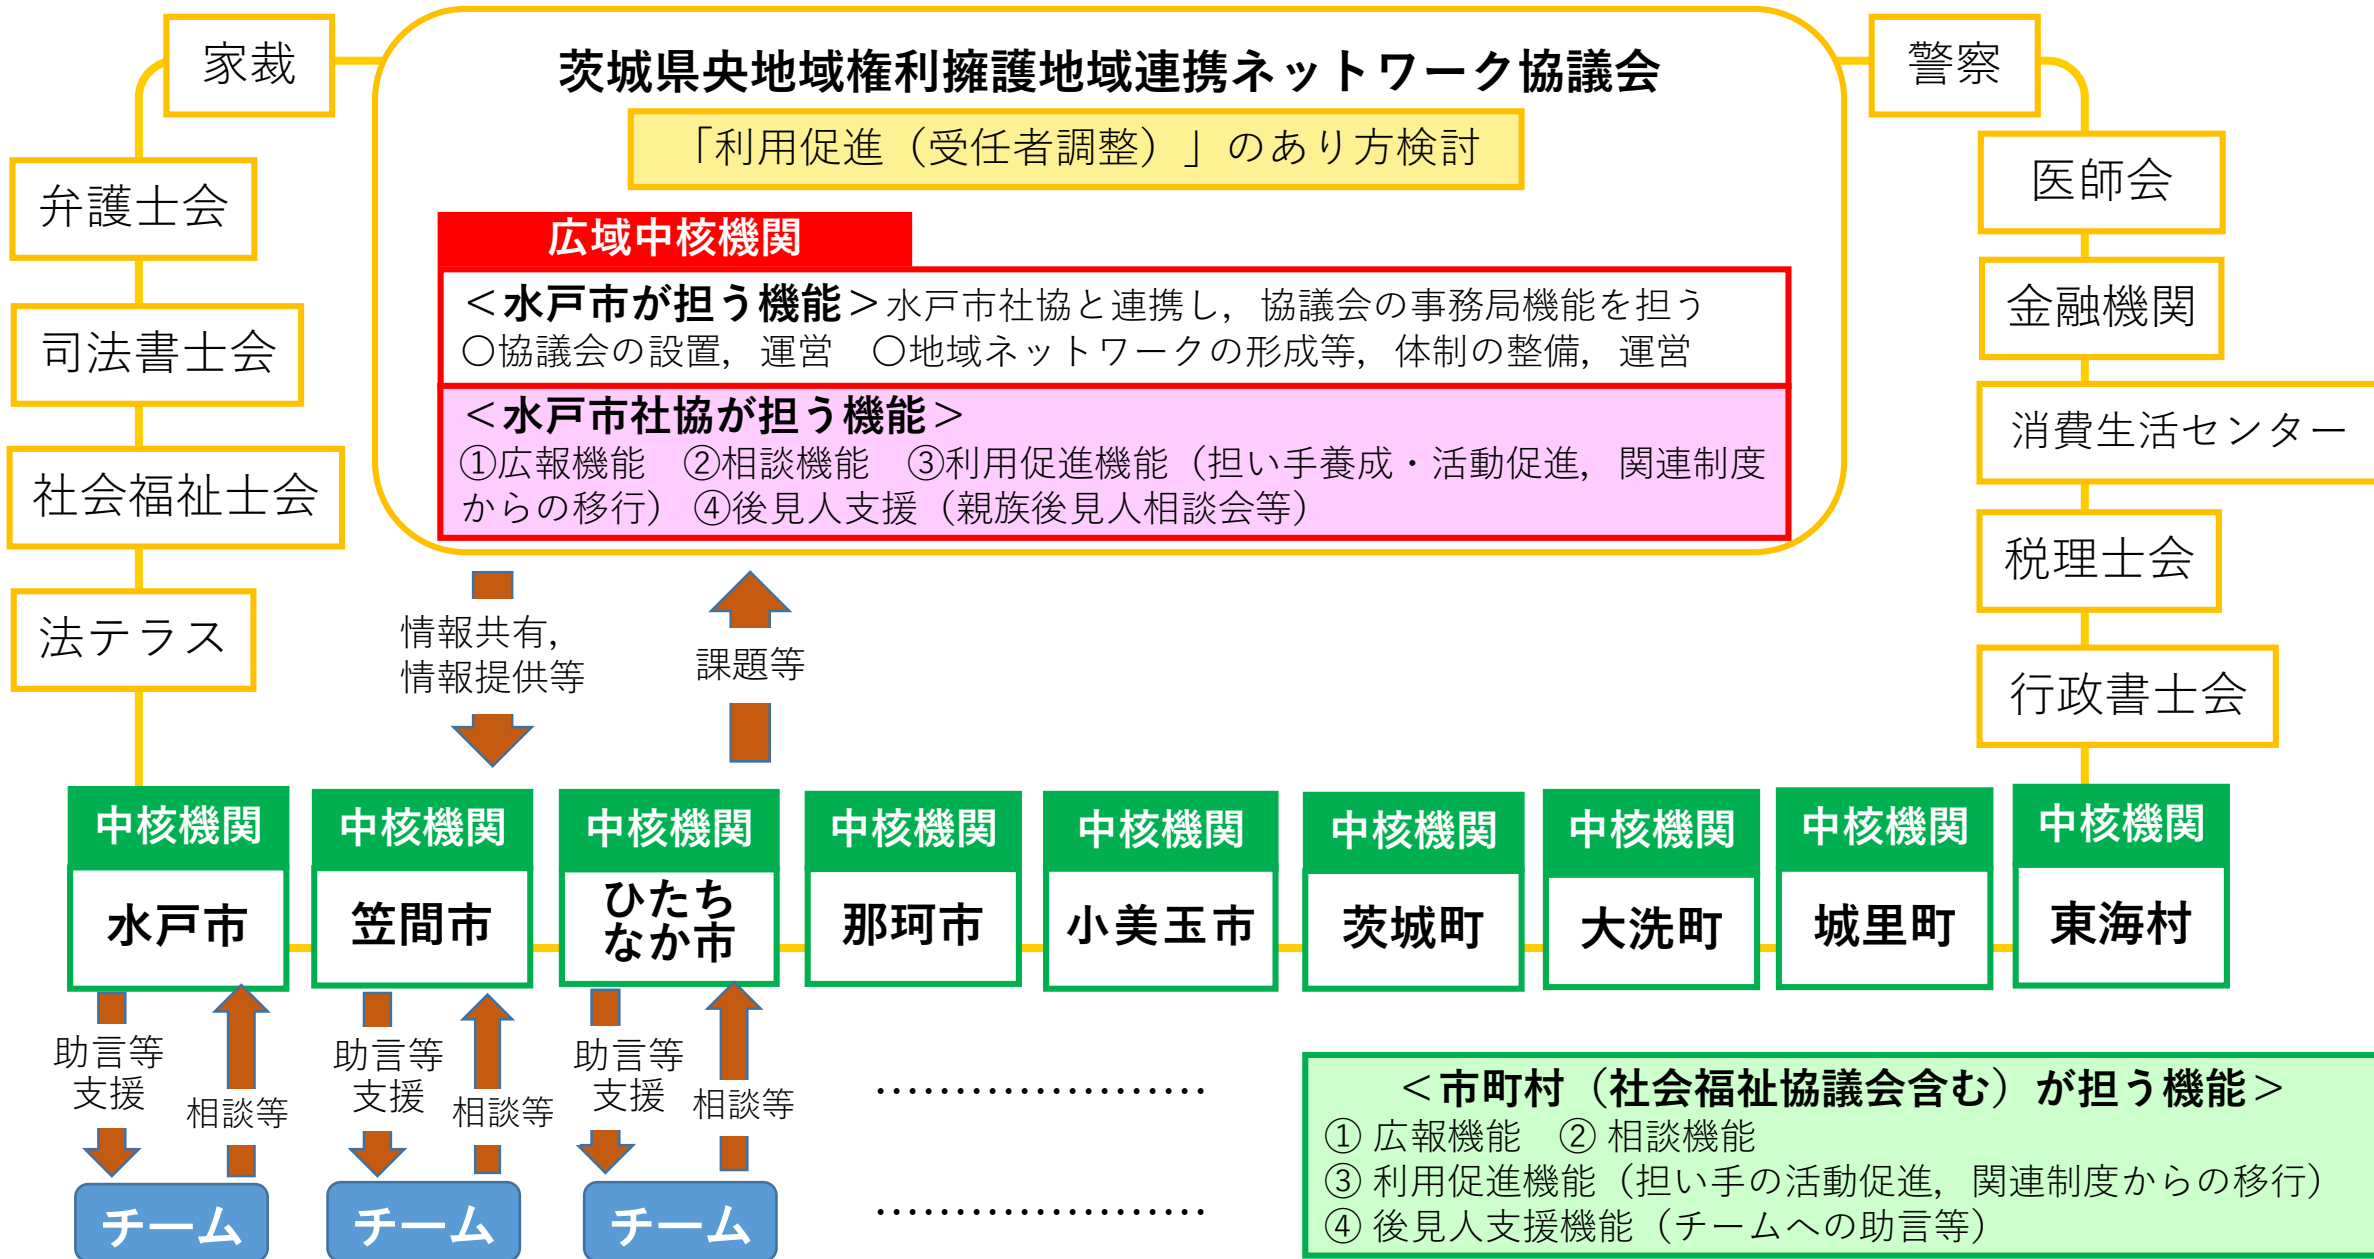 茨城県央地域権利擁護地域連携ネットワーク協議会
「利用促進（受任者調整）」のあり方検討
広域中核機関
＜水戸市が担う機能＞水戸市社協と連携し，協議会の事務局機能を担う
〇協議会の設置，運営　〇地域ネットワークの形成等，体制の整備，運営
＜水戸市社協が担う機能＞
①広報機能　②相談機能　③利用促進機能（担い手養成・活動促進，関連制度
からの移行）④後見人支援（親族後見人相談会等）
家裁
弁護士会
司法書士会
社会福祉士会
法テラス
警察
医師会
金融機関
消費生活センター
税理士会
行政書士会
情報共有，
情報提供等
課題等
中核機関
水戸市
中核機関
笠間市
中核機関
ひたち
なか市
中核機関
那珂市
中核機関
小美玉市
中核機関
茨城町
中核機関
大洗町
中核機関
城里町
中核機関
東海村
助言等
支援
相談等
助言等
支援
相談等
助言等
支援
相談等
チーム
チーム
チーム
…………………
…………………
＜市町村（社会福祉協議会含む）が担う機能＞
① 広報機能　② 相談機能
③ 利用促進機能（担い手の活動促進，関連制度からの移行）
④ 後見人支援機能（チームへの助言等）